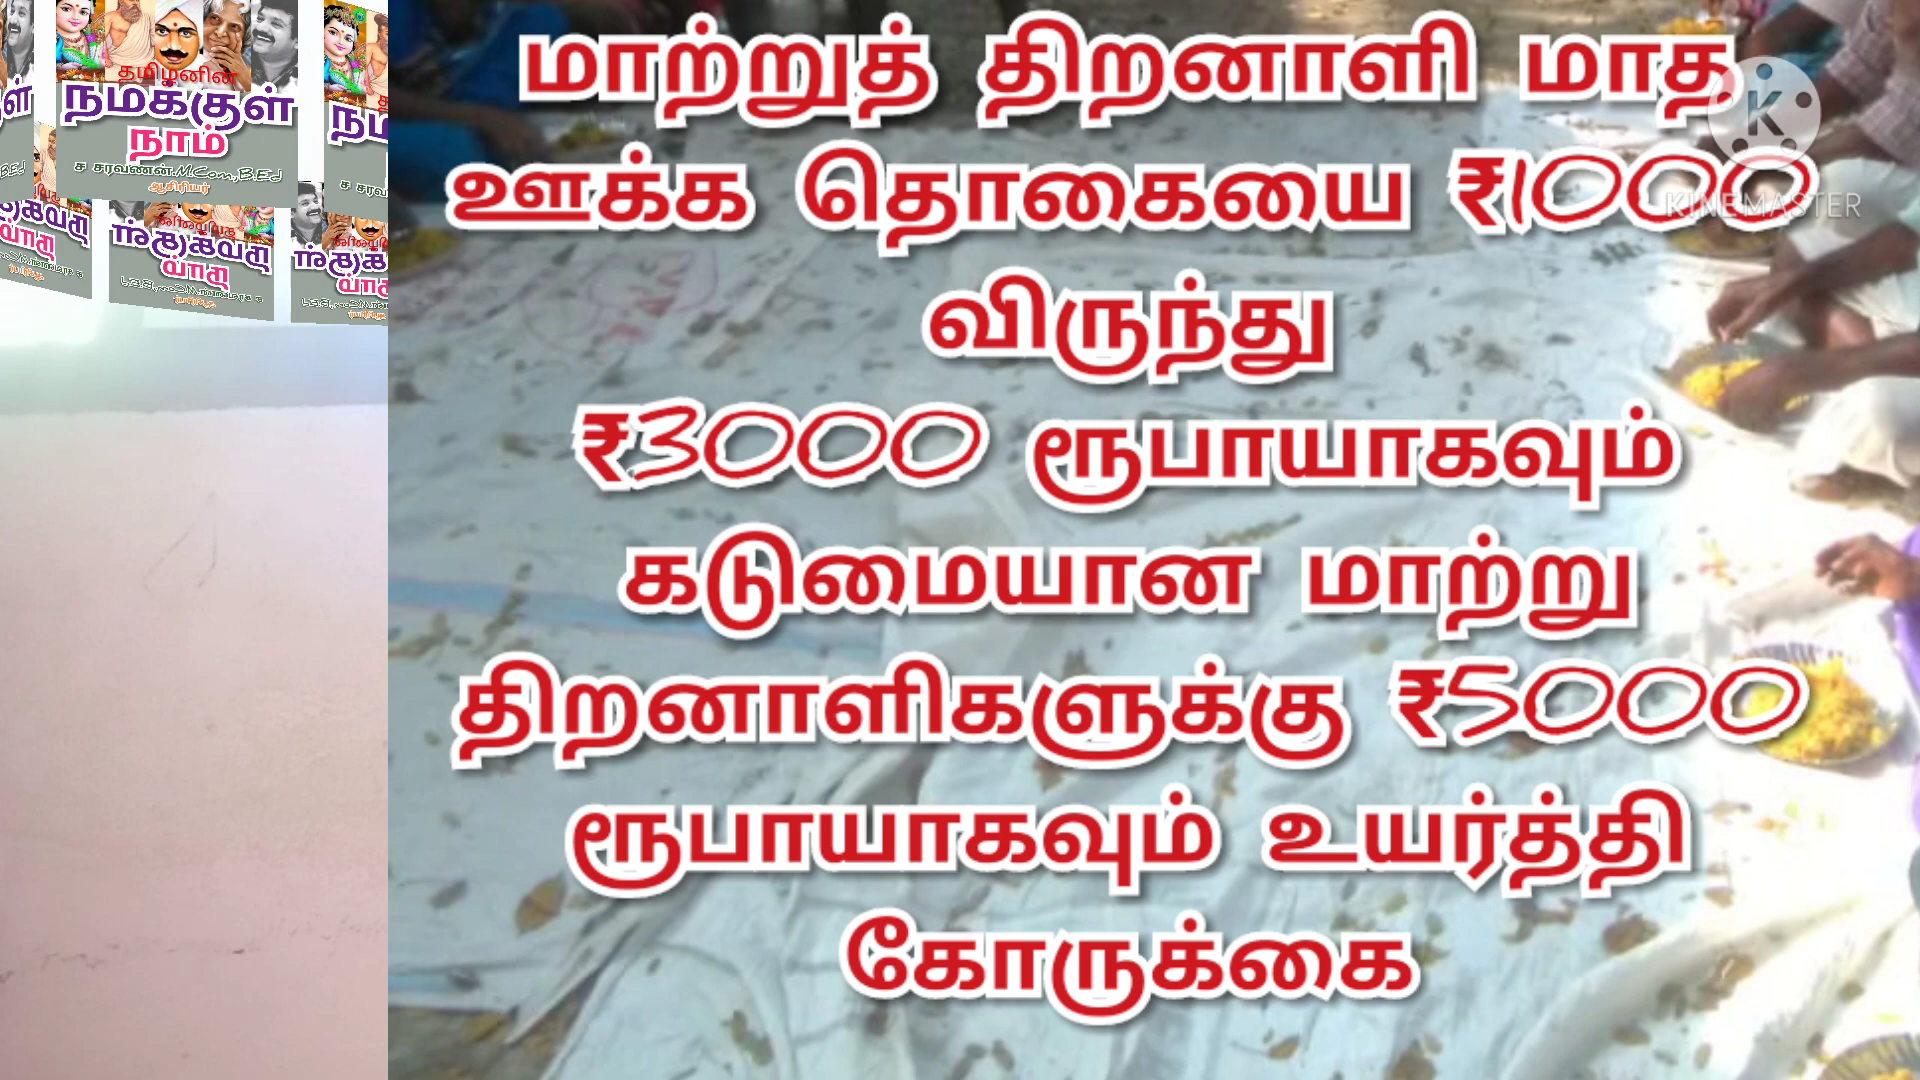 தமிழனின்
நமக்குள்
நாம்
ச சரவணன்.M.Com.,B.Ed
ஆசிரியர்
மாற்றுத் திறனாளி மாத
ஊக்க தொகையை ₹1000
விருந்து
₹3000 ரூபாயாகவும்
கடுமையான மாற்று
திறனாளிகளுக்கு ₹5000
ரூபாயாகவும் உயர்த்தி
கோருக்கை
KINEMASTER